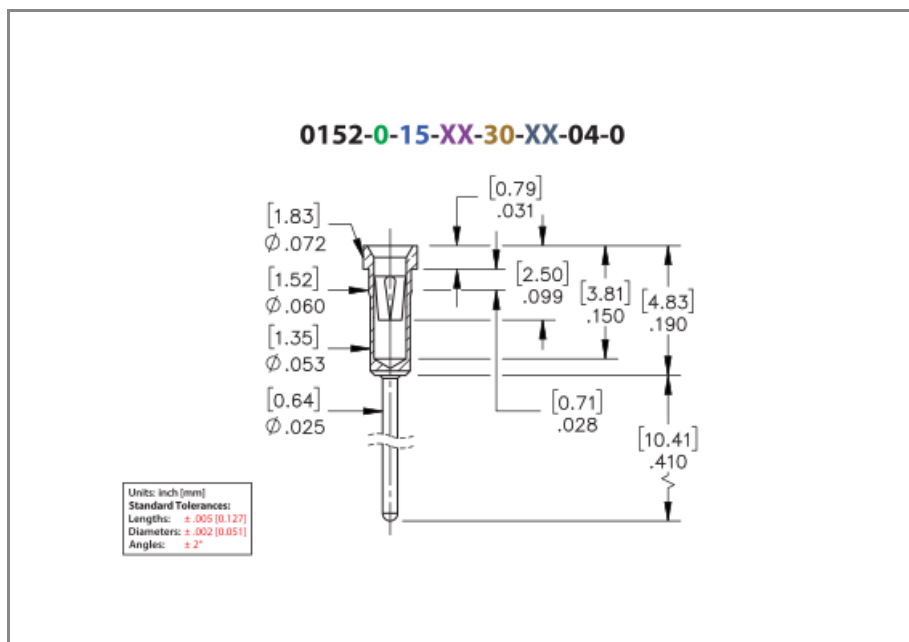 0152-0-15-XX-30-XX-04-0
[0.79]
.031
[1.83]
Ø.072
[1.52]
Ø.060
[2.50]
.099
[3.81]
.150
[4.83]
.190
[1.35]
Ø.053
[0.64]
Ø.025
[0.71]
.028
[10.41]
.410
Units: inch [mm]
Standard Tolerances:
Lengths: ± .005 [0.127]
Diameters: ± .002 [0.051]
Angles: ± 2°